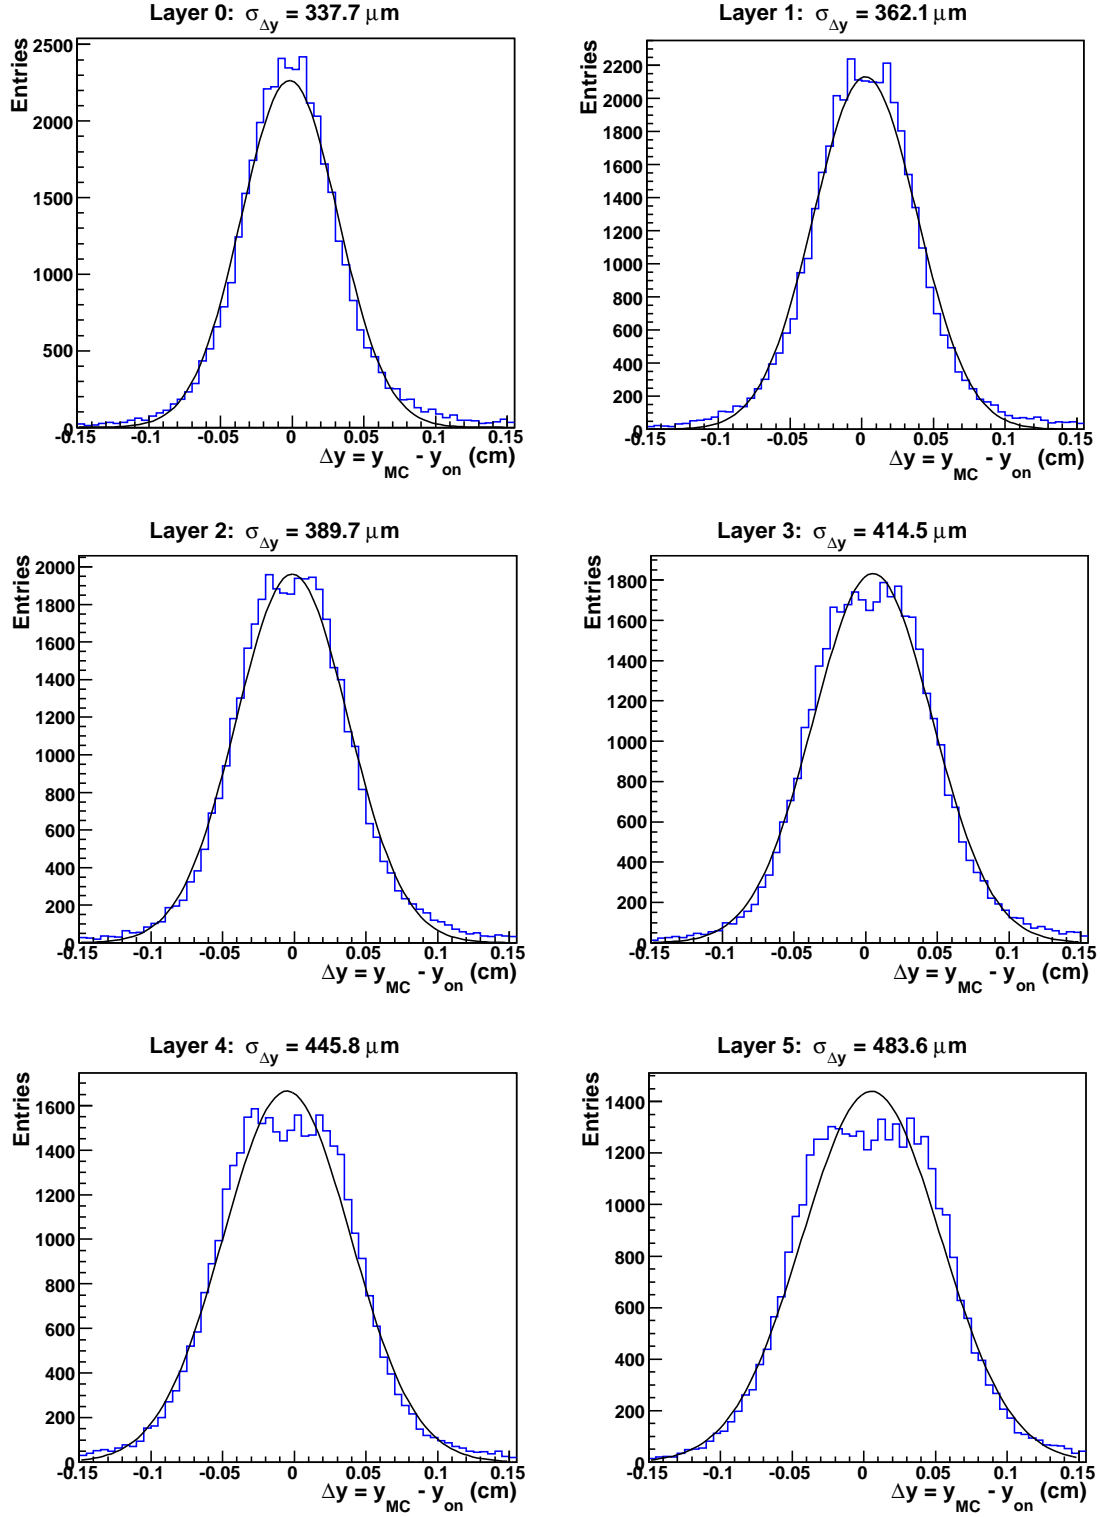 Layer 0: σΔy = 337.7 μm
Entries
2500
2000
1500
1000
500
0
-0.15 -0.1 -0.05 0 0.05 0.1 0.15
Δy = yMC - yon (cm)
Layer 1: σΔy = 362.1 μm
Entries
2200
2000
1800
1600
1400
1200
1000
800
600
400
200
0
-0.15 -0.1 -0.05 0 0.05 0.1 0.15
Δy = yMC - yon (cm)
Layer 2: σΔy = 389.7 μm
Entries
2000
1800
1600
1400
1200
1000
800
600
400
200
0
-0.15 -0.1 -0.05 0 0.05 0.1 0.15
Δy = yMC - yon (cm)
Layer 3: σΔy = 414.5 μm
Entries
1800
1600
1400
1200
1000
800
600
400
200
0
-0.15 -0.1 -0.05 0 0.05 0.1 0.15
Δy = yMC - yon (cm)
Layer 4: σΔy = 445.8 μm
Entries
1600
1400
1200
1000
800
600
400
200
0
-0.15 -0.1 -0.05 0 0.05 0.1 0.15
Δy = yMC - yon (cm)
Layer 5: σΔy = 483.6 μm
Entries
1400
1200
1000
800
600
400
200
0
-0.15 -0.1 -0.05 0 0.05 0.1 0.15
Δy = yMC - yon (cm)